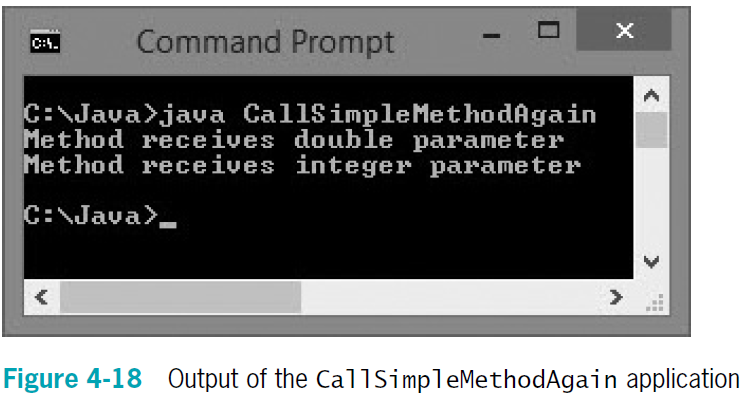 C:\.
Command Prompt
C:\Java>java CallSimpleMethodAgain
Method receives double parameter
Method receives integer parameter
C:\Java>_
Figure 4-18 Output of the CallSimpleMethodAgain application